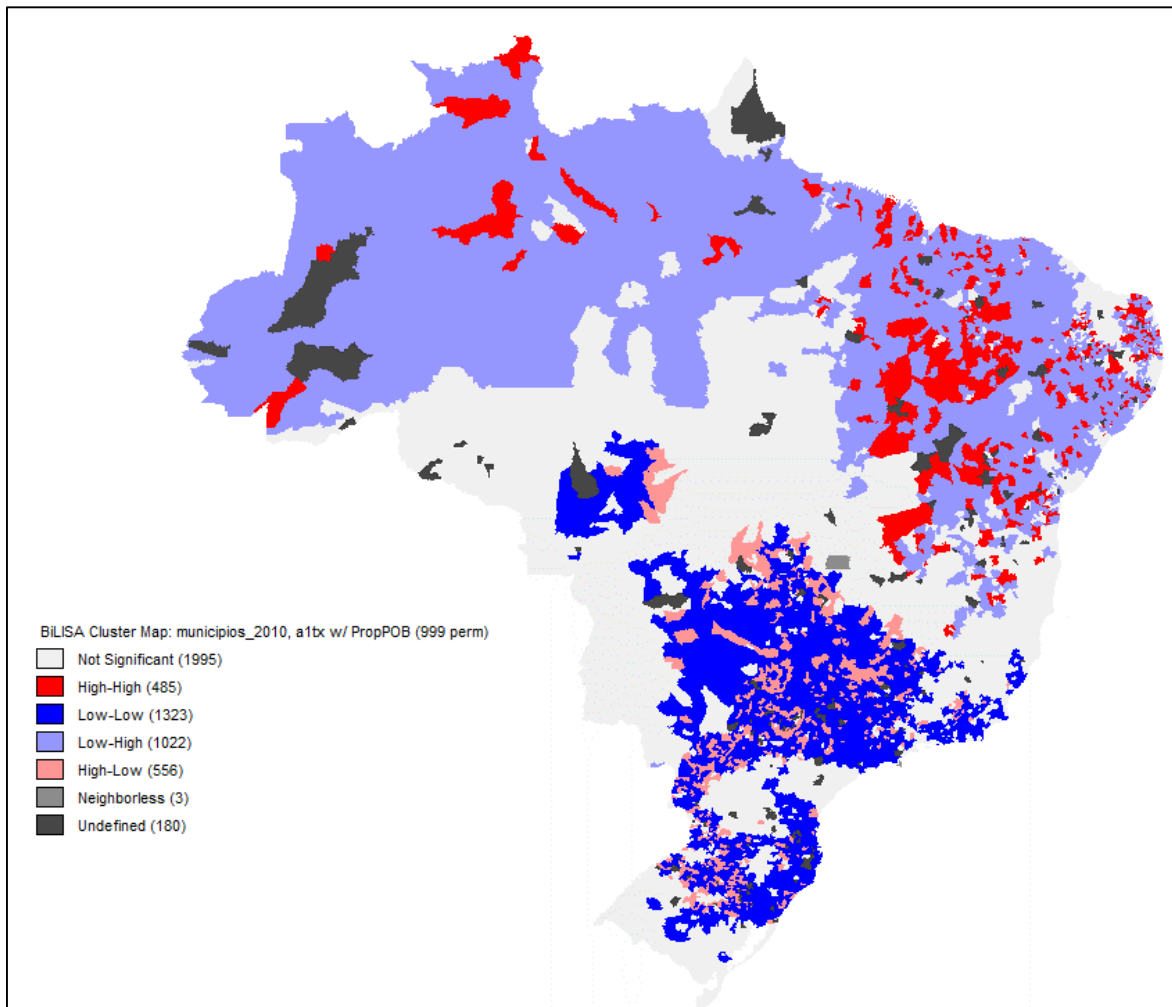 BiLISA Cluster Map: municipios_2010, a1tx w/ PropPOB (999 perm)
Not Significant (1995)
High-High (485)
Low-Low (1323)
Low-High (1022)
High-Low (556)
Neighborless (3)
Undefined (180)